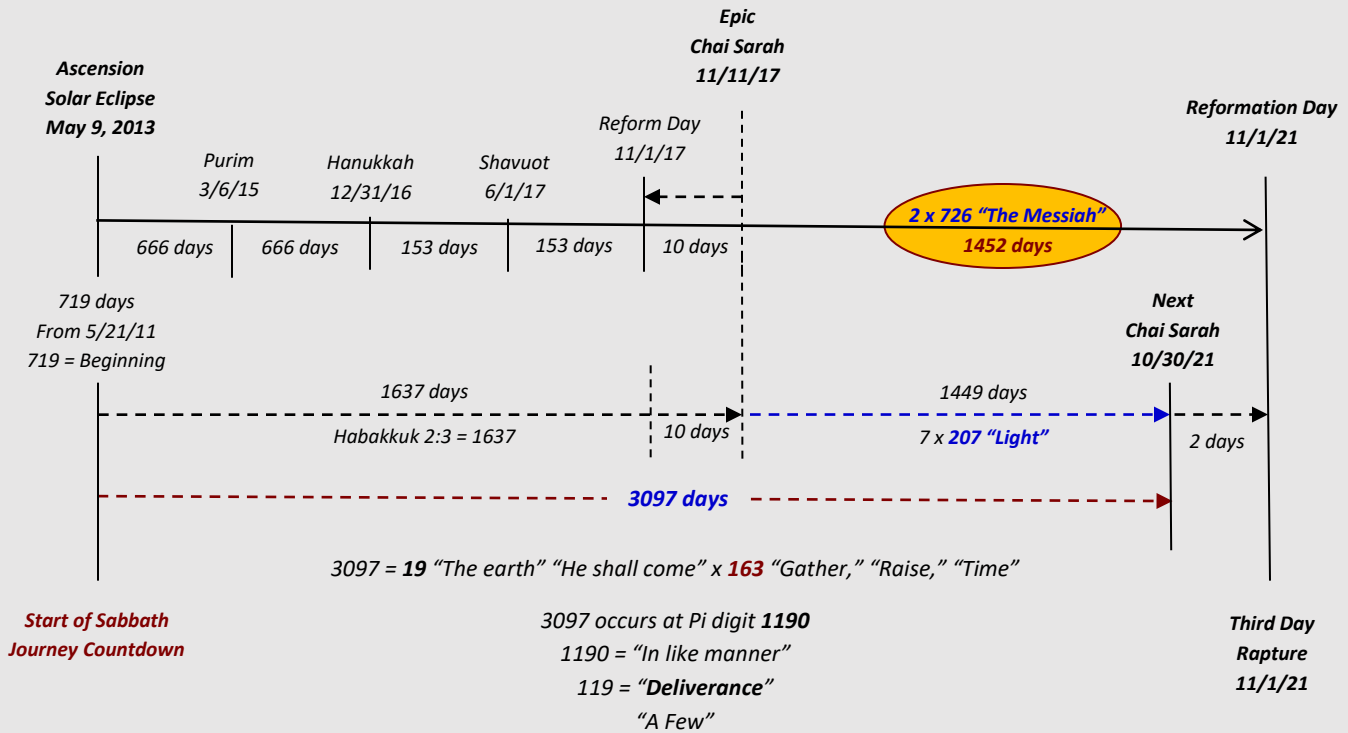 Epic
Chai Sarah
11/11/17
Ascension
Solar Eclipse
May 9, 2013
Reformation Day
11/1/21
Reform Day
11/1/17
Purim
3/6/15
Hanukkah
12/31/16
Shavuot
6/1/17
2 x 726 “The Messiah”
1452 days
666 days
666 days
153 days
153 days
10 days
719 days
From 5/21/11
719 = Beginning
Next
Chai Sarah
10/30/21
1637 days
Habakkuk 2:3 = 1637
10 days
1449 days
7 x 207 “Light”
2 days
3097 days
3097 = 19 “The earth” “He shall come” x 163 “Gather,” “Raise,” “Time”
Start of Sabbath
Journey Countdown
3097 occurs at Pi digit 1190
1190 = “In like manner”
119 = “Deliverance”
“A Few”
Third Day
Rapture
11/1/21